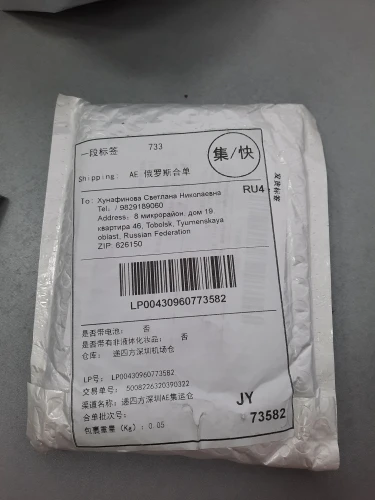 一段标签 733
集/快
Shipping: AE 俄罗斯合单
发货标签
To: Хунафинова Светлана Николаевна
RU4
Tel. /9829189060
Address: 8 микрорайон, дом 19
квартира 46, Tobolsk, Tyumenskaya
oblast, Russian Federation
ZIP: 626150
LP00430960773582
是否带电池： 否
是否带有非液体化妆品： 否
仓库： 递四方深圳机场仓
LP号: LP00430960773582
交易单号: 5008226320390322
渠道名称: 递四方深圳AE集运仓
合单批次号:
包裹重量 (Kg): 0.05
JY
73582